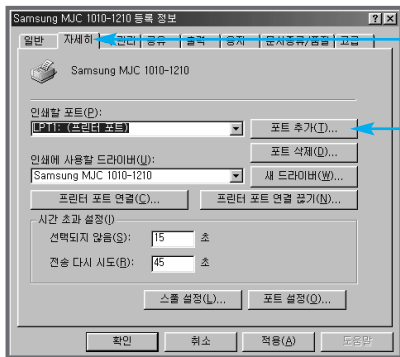 Samsung MJC 1010-1210 등록 정보
일반 자세히 색 관리 공유 출력 용지 문서종류/품질 고급
Samsung MJC 1010-1210
인쇄할 포트(P):
LPT1: (프린터 포트)
포트 추가(T)...
포트 삭제(D)...
인쇄에 사용할 드라이버(U):
Samsung MJC 1010-1210
새 드라이버(W)...
프린터 포트 연결(C)... 프린터 포트 연결 끊기(N)...
시간 초과 설정(I)
선택되지 않음(S): 15 초
전송 다시 시도(R): 45 초
스풀 설정(L)... 포트 설정(O)...
확인 취소 적용(A) 도움말